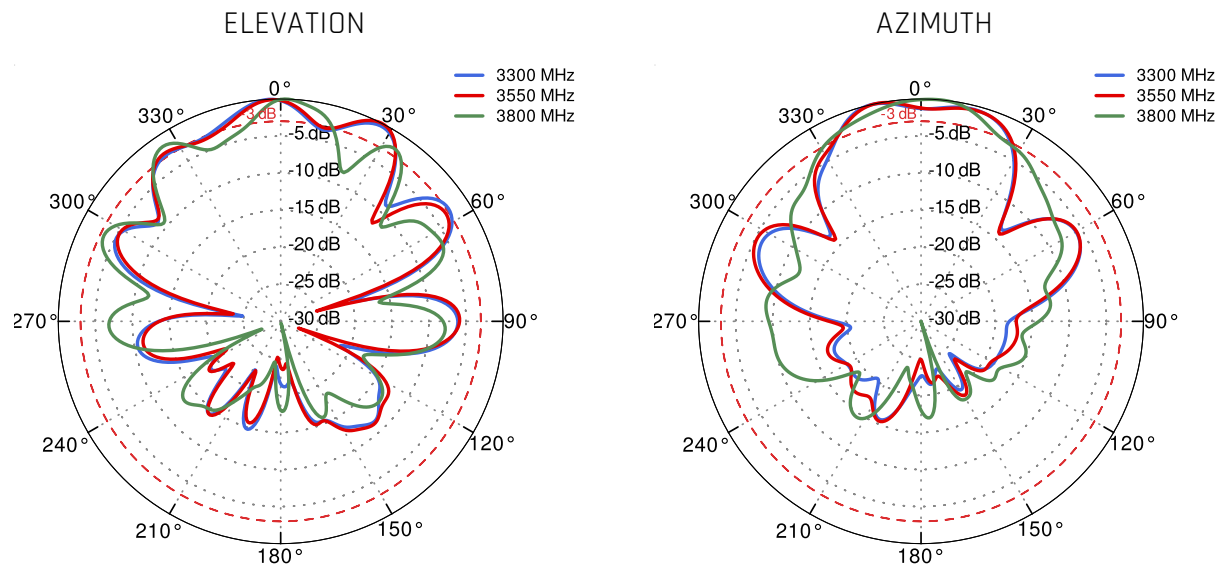 ELEVATION
3300 MHz
3550 MHz
3800 MHz
0°
330°
30°
-3 dB
-5 dB
-10 dB
300°
60°
-15 dB
-20 dB
-25 dB
270°
-30 dB
90°
240°
120°
210°
150°
180°
AZIMUTH
3300 MHz
3550 MHz
3800 MHz
0°
330°
30°
-3 dB
-5 dB
-10 dB
300°
60°
-15 dB
-20 dB
-25 dB
270°
-30 dB
90°
240°
120°
210°
150°
180°